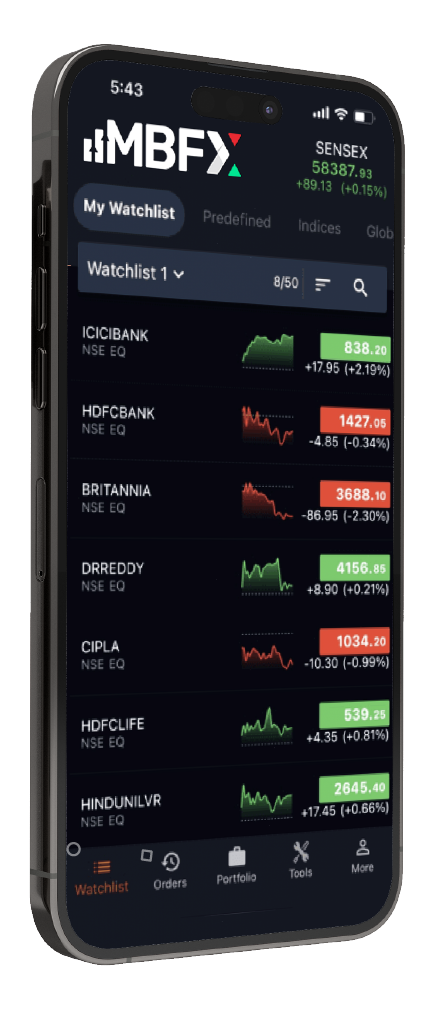 5:43
MBFX
SENSEX
58387.93
+89.13 (+0.15%)
My Watchlist
Predefined
Indices
Glob
Watchlist 1
8/50
ICICIBANK
NSE EQ
838.20
+17.95 (+2.19%)
HDFCBANK
NSE EQ
1427.05
-4.85 (-0.34%)
BRITANNIA
NSE EQ
3688.10
-86.95 (-2.30%)
DRREDDY
NSE EQ
4156.85
+8.90 (+0.21%)
CIPLA
NSE EQ
1034.20
-10.30 (-0.99%)
HDFCLIFE
NSE EQ
539.25
+4.35 (+0.81%)
HINDUNILVR
NSE EQ
2645.40
+17.45 (+0.66%)
Watchlist
Orders
Portfolio
Tools
More